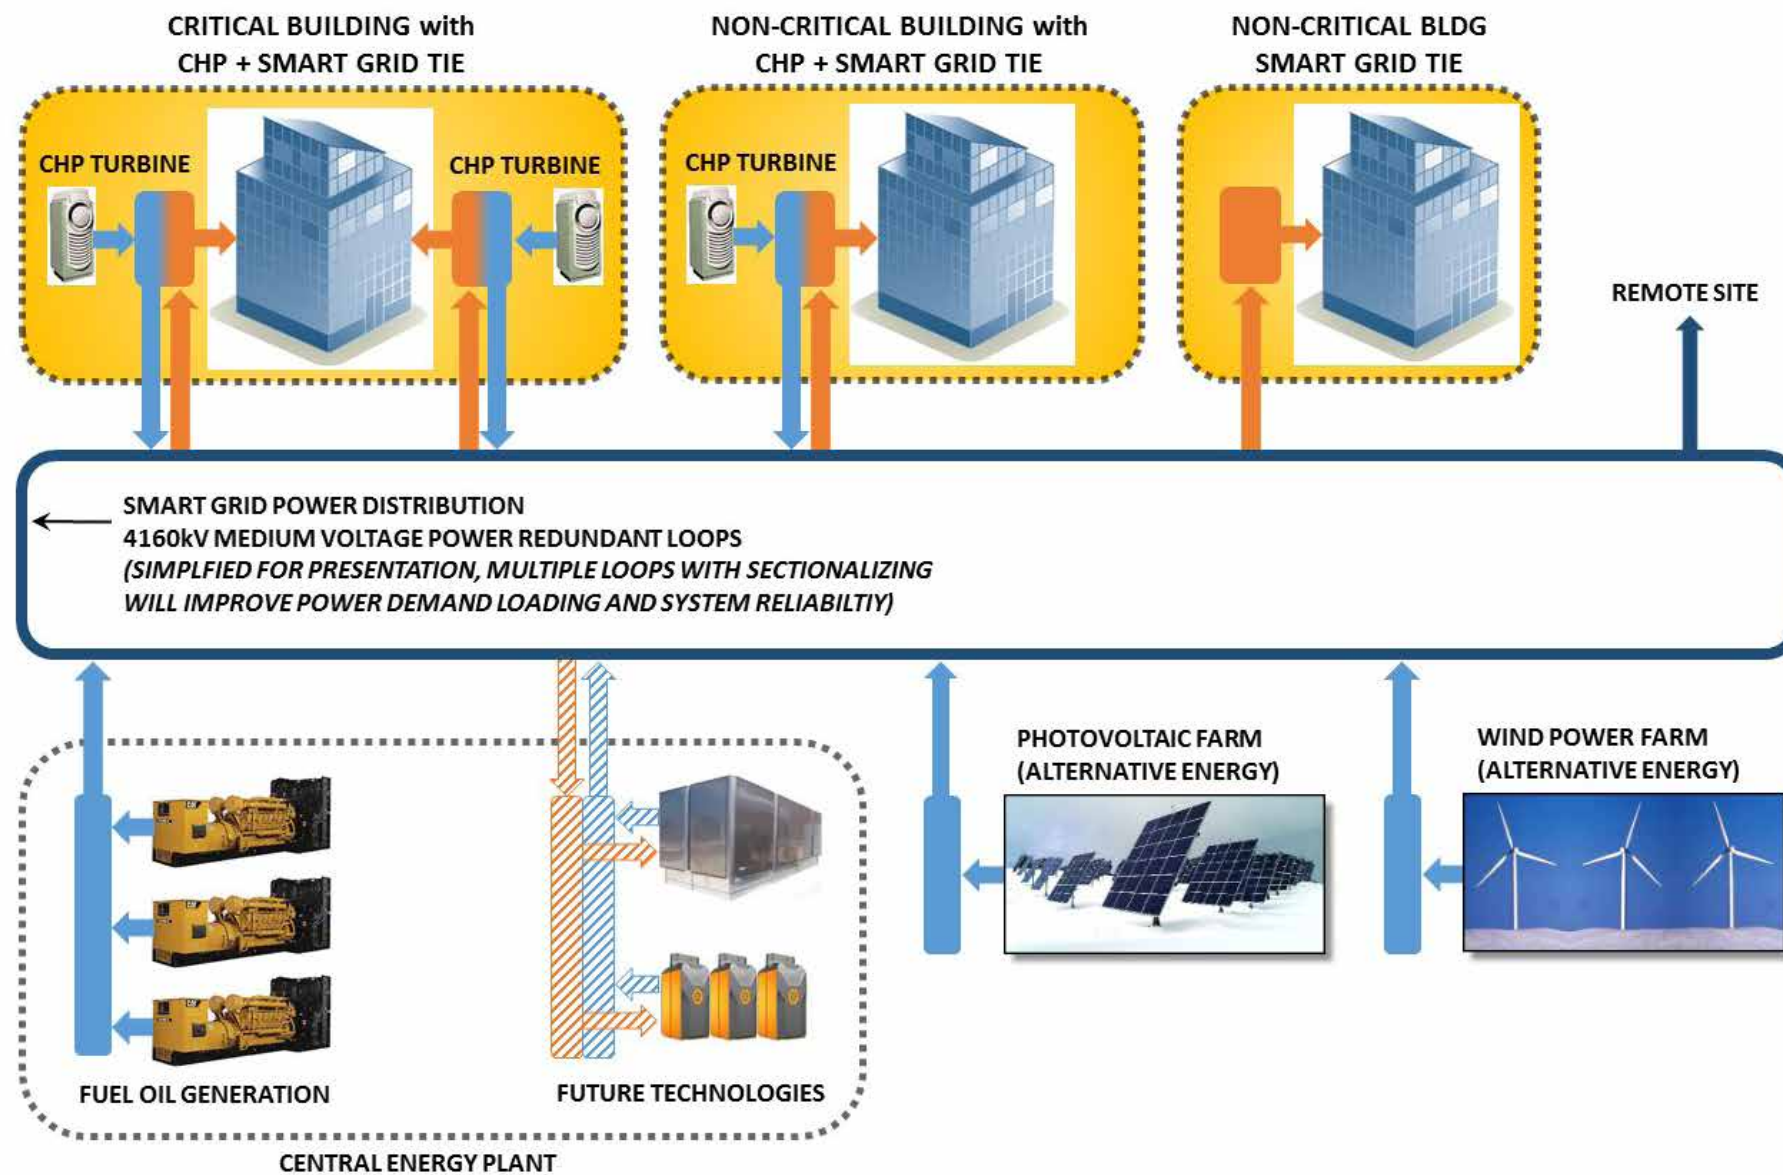 CRITICAL BUILDING with
CHP + SMART GRID TIE
NON-CRITICAL BUILDING with
CHP + SMART GRID TIE
NON-CRITICAL BLDG
SMART GRID TIE
CHP TURBINE
CHP TURBINE
CHP TURBINE
REMOTE SITE
SMART GRID POWER DISTRIBUTION
4160kV MEDIUM VOLTAGE POWER REDUNDANT LOOPS
(SIMPLFIED FOR PRESENTATION, MULTIPLE LOOPS WITH SECTIONALIZING
WILL IMPROVE POWER DEMAND LOADING AND SYSTEM RELIABILTIY)
PHOTOVOLTAIC FARM
(ALTERNATIVE ENERGY)
WIND POWER FARM
(ALTERNATIVE ENERGY)
CAT
CAT
CAT
FUEL OIL GENERATION
FUTURE TECHNOLOGIES
CENTRAL ENERGY PLANT